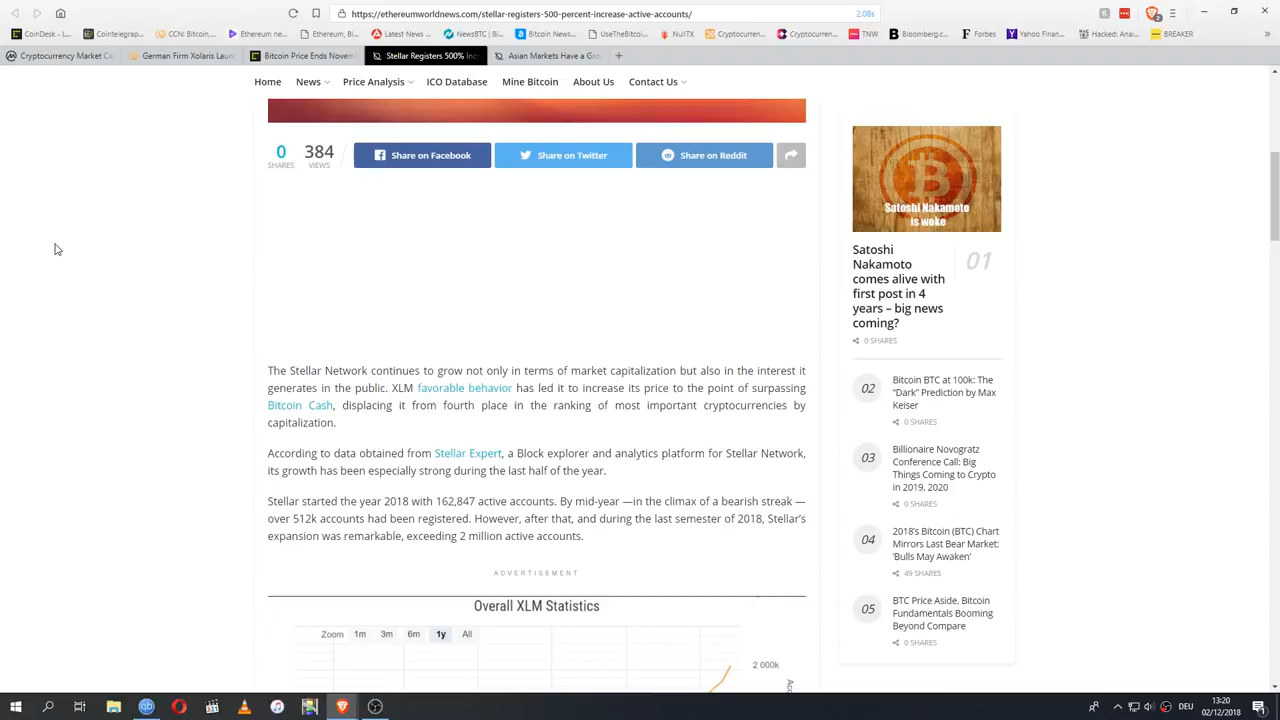 https://ethereumworldnews.com/stellar-registers-500-percent-increase-active-accounts/
2.08s
2
CoinDesk - L...
Cointelegrap...
CCN: Bitcoin,...
Ethereum ne...
Ethereum, Bl...
Latest News ...
NewsBTC | Bi...
Bitcoin News...
UseTheBitcoi...
NullTX
Cryptocurren...
Cryptocurren...
TNW
Bloomberg.c...
Forbes
Yahoo Finan...
Hacked: Anal...
BREAKER
Cryptocurrency Market Ca
German Firm Xolaris Laun
Bitcoin Price Ends Novem
Stellar Registers 500% Inc
Asian Markets Have a Gro
Home
News
Price Analysis
ICO Database
Mine Bitcoin
About Us
Contact Us
0
SHARES
384
VIEWS
Share on Facebook
Share on Twitter
Share on Reddit
The Stellar Network continues to grow not only in terms of market capitalization but also in the interest it
generates in the public. XLM favorable behavior has led it to increase its price to the point of surpassing
Bitcoin Cash, displacing it from fourth place in the ranking of most important cryptocurrencies by
capitalization.
According to data obtained from Stellar Expert, a Block explorer and analytics platform for Stellar Network,
its growth has been especially strong during the last half of the year.
Stellar started the year 2018 with 162,847 active accounts. By mid-year —in the climax of a bearish streak —
over 512k accounts had been registered. However, after that, and during the last semester of 2018, Stellar's
expansion was remarkable, exceeding 2 million active accounts.
ADVERTISEMENT
Overall XLM Statistics
Zoom 1m 3m 6m 1y All
2 000k
Satoshi Nakamoto
is woke
Satoshi
Nakamoto
comes alive with
first post in 4
years – big news
coming?
01
0 SHARES
02
Bitcoin BTC at 100k: The
"Dark" Prediction by Max
Keiser
0 SHARES
03
Billionaire Novogratz
Conference Call: Big
Things Coming to Crypto
in 2019, 2020
0 SHARES
04
2018's Bitcoin (BTC) Chart
Mirrors Last Bear Market:
'Bulls May Awaken'
49 SHARES
05
BTC Price Aside, Bitcoin
Fundamentals Booming
Beyond Compare
0 SHARES
qb
DEU
13:20
02/12/2018